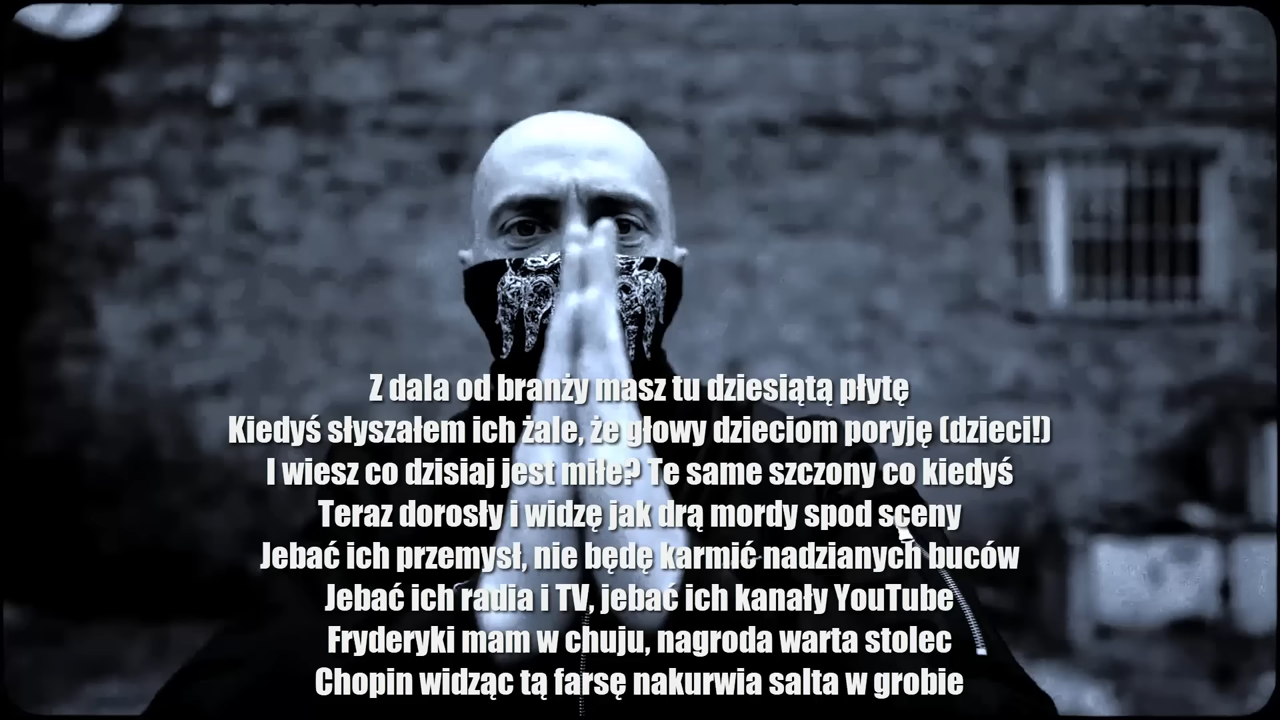 Z dala od branży masz tu dziesiątą płytę
Kiedyś słyszałem ich żale, że głowy dzieciom poryję (dzieci!)
I wiesz co dzisiaj jest miłe? Te same szczony co kiedyś
Teraz dorosły i widzę jak drą mordy spod sceny
Jebać ich przemysł, nie będę karmić nadzianych buców
Jebać ich radia i TV, jebać ich kanały YouTube
Fryderyki mam w chuju, nagroda warta stolec
Chopin widząc tą farsę nakurwia salta w grobie